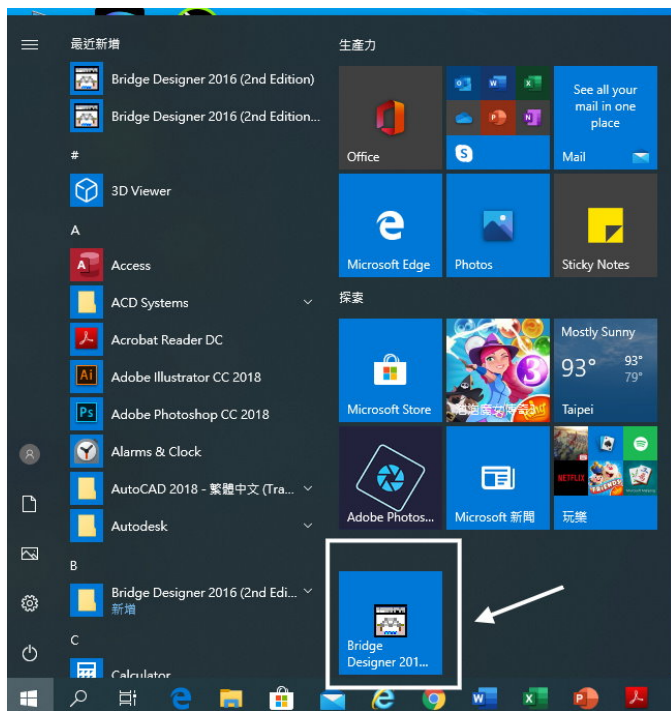 最近新增
Bridge Designer 2016 (2nd Edition)
Bridge Designer 2016 (2nd Edition...
#
3D Viewer
A
Access
ACD Systems
Acrobat Reader DC
Adobe Illustrator CC 2018
Adobe Photoshop CC 2018
Alarms & Clock
AutoCAD 2018 - 繁體中文 (Tra...
Autodesk
B
Bridge Designer 2016 (2nd Edi...
新增
C
Calculator
生產力
Office
See all your
mail in one
place
Mail
Microsoft Edge
Photos
Sticky Notes
探索
Microsoft Store
3
Mostly Sunny
93° 93°
79°
Taipei
Adobe Photos...
Microsoft 新聞
NETFLIX
玩樂
Bridge
Designer 201...